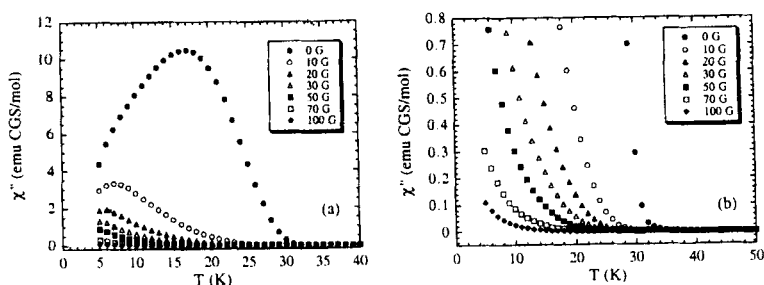 12
10
8
6
4
2
0
χ" (emu CGS/mol)
0 5 10 15 20 25 30 35 40
T (K)
0 G
10 G
20 G
30 G
50 G
70 G
100 G
(a)
0.8
0.7
0.6
0.5
0.4
0.3
0.2
0.1
0
χ" (emu CGS/mol)
0 10 20 30 40 50
T (K)
0 G
10 G
20 G
30 G
50 G
70 G
100 G
(b)